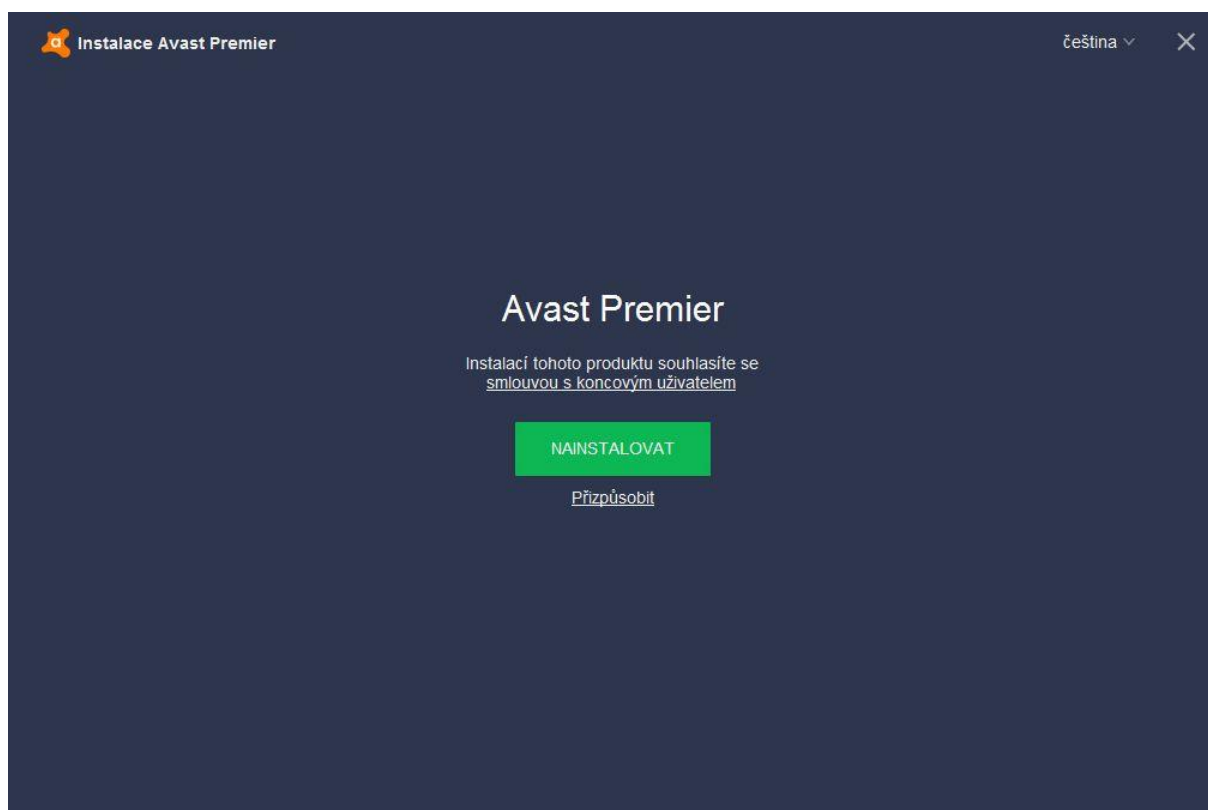 Instalace Avast Premier
čeština
Avast Premier
Instalací tohoto produktu souhlasíte se
smlouvou s koncovým uživatelem
NAINSTALOVAT
Přizpůsobit